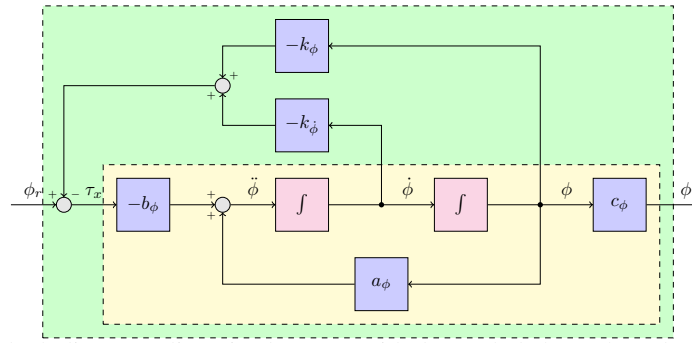 −k_ϕ
+
+
−k_ϕ̇
ϕ_r + − τ_x −b_ϕ + ϕ̈ ∫ ϕ̇ ∫ ϕ c_ϕ ϕ
+
a_ϕ